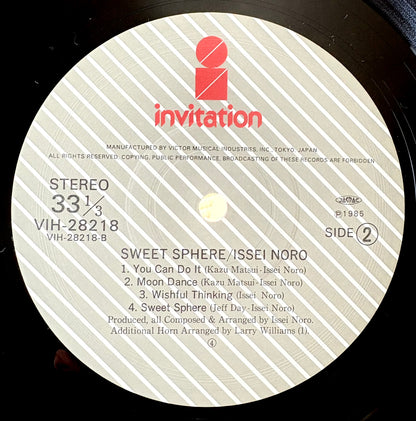 invitation
MANUFACTURED BY VICTOR MUSICAL INDUSTRIES, INC., TOKYO, JAPAN
ALL RIGHTS RESERVED. COPYING, PUBLIC PERFORMANCE, BROADCASTING OF THESE RECORDS ARE FORBIDDEN
STEREO
33 1/3
VIH-28218
VIH-28218-B
JASRAC
℗1985
SIDE 2
SWEET SPHERE/ISSEI NORO
1. You Can Do It (Kazu Matsui-Issei Noro)
2. Moon Dance (Kazu Matsui-Issei Noro)
3. Wishful Thinking (Issei Noro)
4. Sweet Sphere (Jeff Day-Issei Noro)
Produced, all Composed & Arranged by Issei Noro.
Additional Horn Arranged by Larry Williams (1).
4